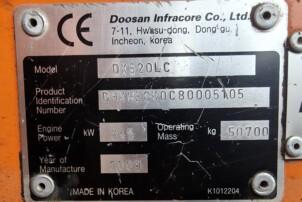 Doosan Infracore Co., Ltd.
7-11, Hwasu-dong, Dong-gu,
Incheon, Korea
Model DX520LC
Product
Identification
Number
Engine
Power kW Operating
Mass kg 50700
Year of
Manufacture 2008
MADE IN KOREA K1012204